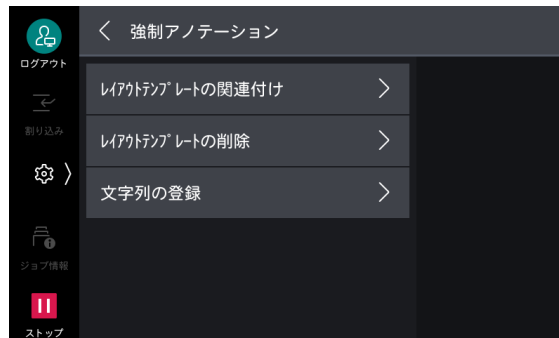 強制アノテーション
ログアウト
ﾚｲｱｳﾄﾃﾝﾌﾟﾚｰﾄの関連付け
割り込み
ﾚｲｱｳﾄﾃﾝﾌﾟﾚｰﾄの削除
文字列の登録
ジョブ情報
ストップ